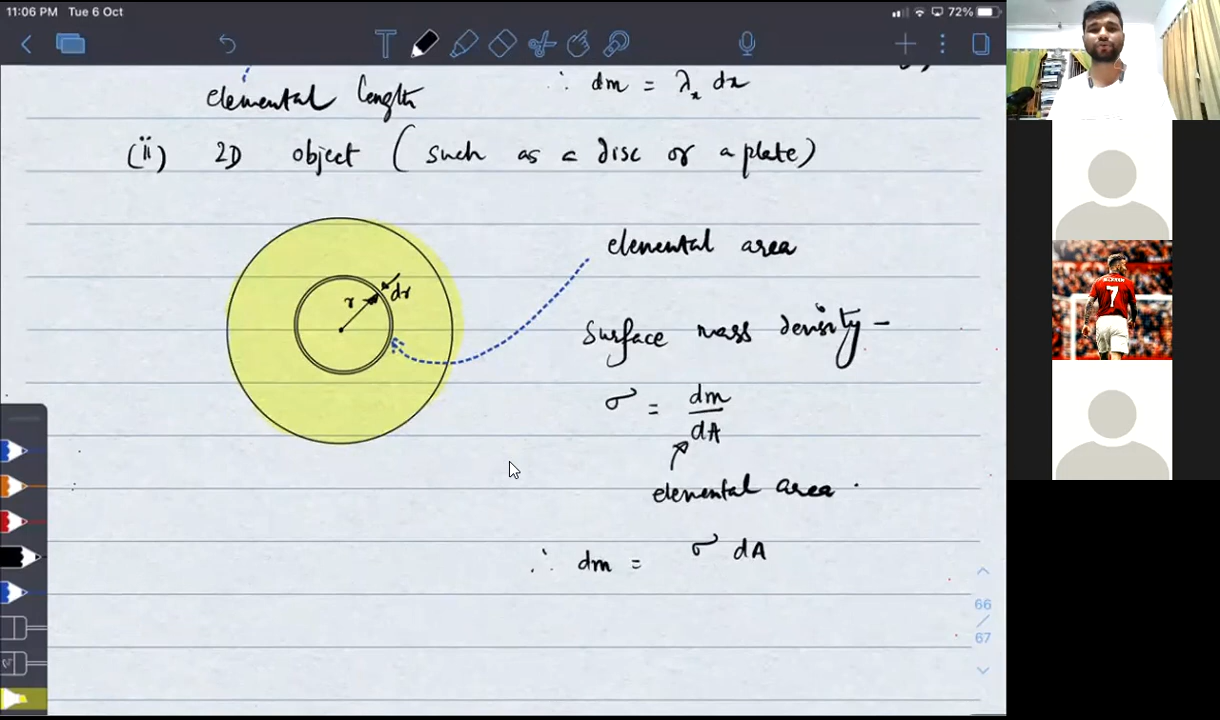 11:06 PM Tue 6 Oct
72%
elemental length
∴ dm = λₓ dx
(ii) 2D object (such as a disc or a plate)
elemental area
r dr
Surface mass density –
σ = dm/dA
elemental area.
∴ dm = σ dA
66
/
67
7